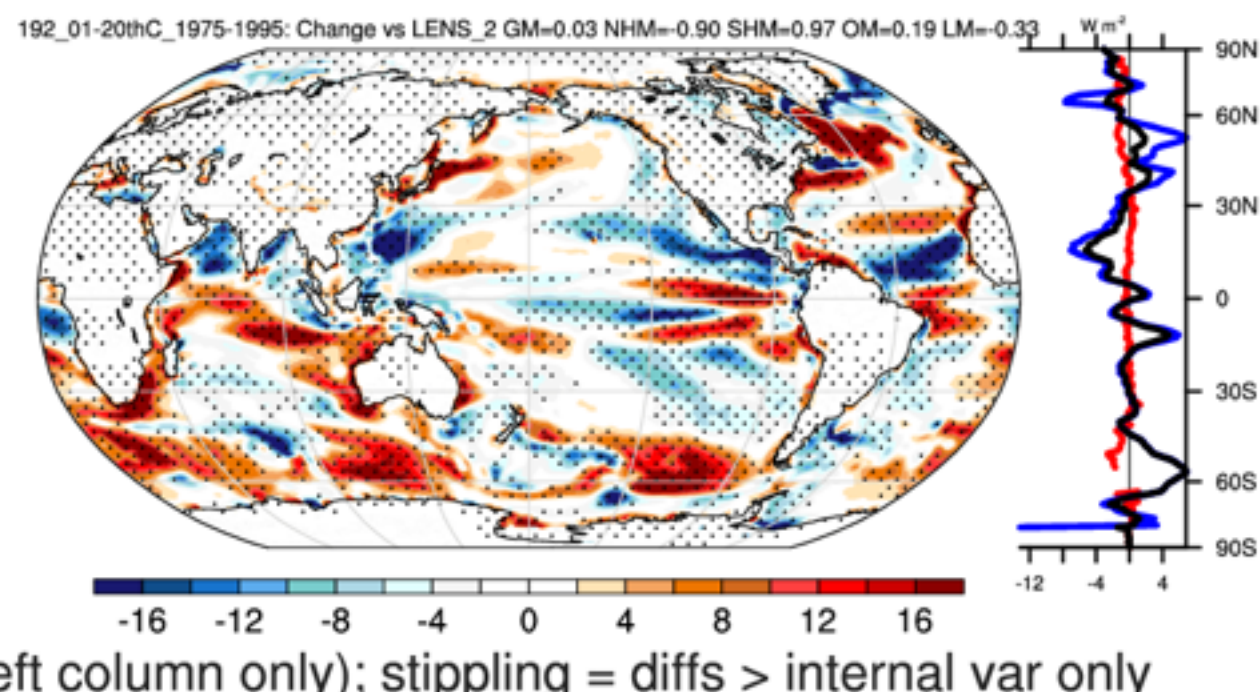 192_01-20thC_1975-1995: Change vs LENS_2 GM=0.03 NHM=-0.90 SHM=0.97 OM=0.19 LM=-0.33
W m-2
90N
60N
30N
0
30S
60S
90S
-12 -4 4
-16 -12 -8 -4 0 4 8 12 16
eft column only); stippling = diffs > internal var only